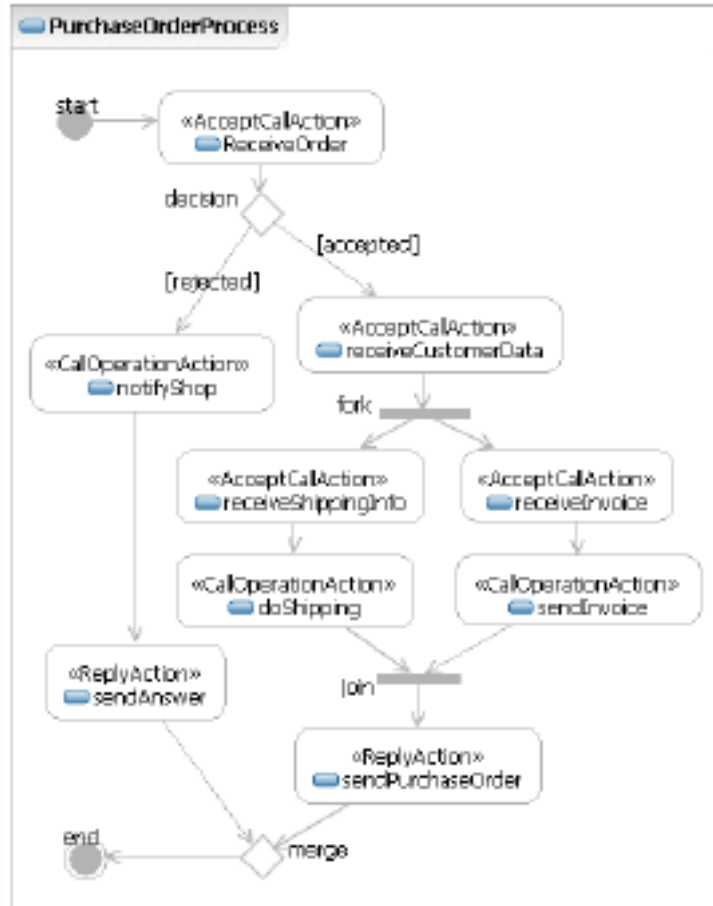 PurchaseOrderProcess
start
«AcceptCallAction»
ReceiveOrder
decision
[accepted]
[rejected]
«AcceptCallAction»
receiveCustomerData
«CallOperationAction»
notifyShop
fork
«AcceptCallAction»
receiveShippingInfo
«AcceptCallAction»
receiveInvoice
«CallOperationAction»
doShipping
«CallOperationAction»
sendInvoice
«ReplyAction»
sendAnswer
join
«ReplyAction»
sendPurchaseOrder
end
merge